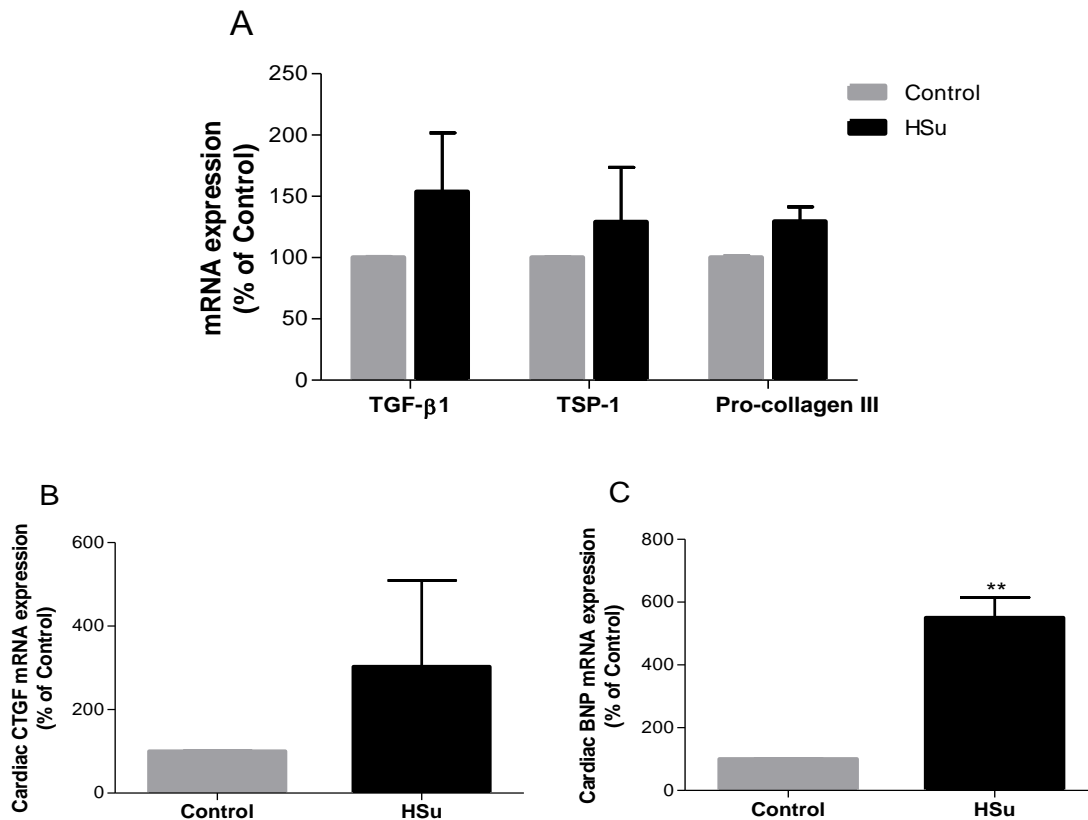 A
mRNA expression
(% of Control)
250
200
150
100
50
0
Control
HSu
TGF-β1
TSP-1
Pro-collagen III
B
Cardiac CTGF mRNA expression
(% of Control)
600
400
200
0
Control
HSu
C
Cardiac BNP mRNA expression
(% of Control)
800
600
400
200
0
**
Control
HSu